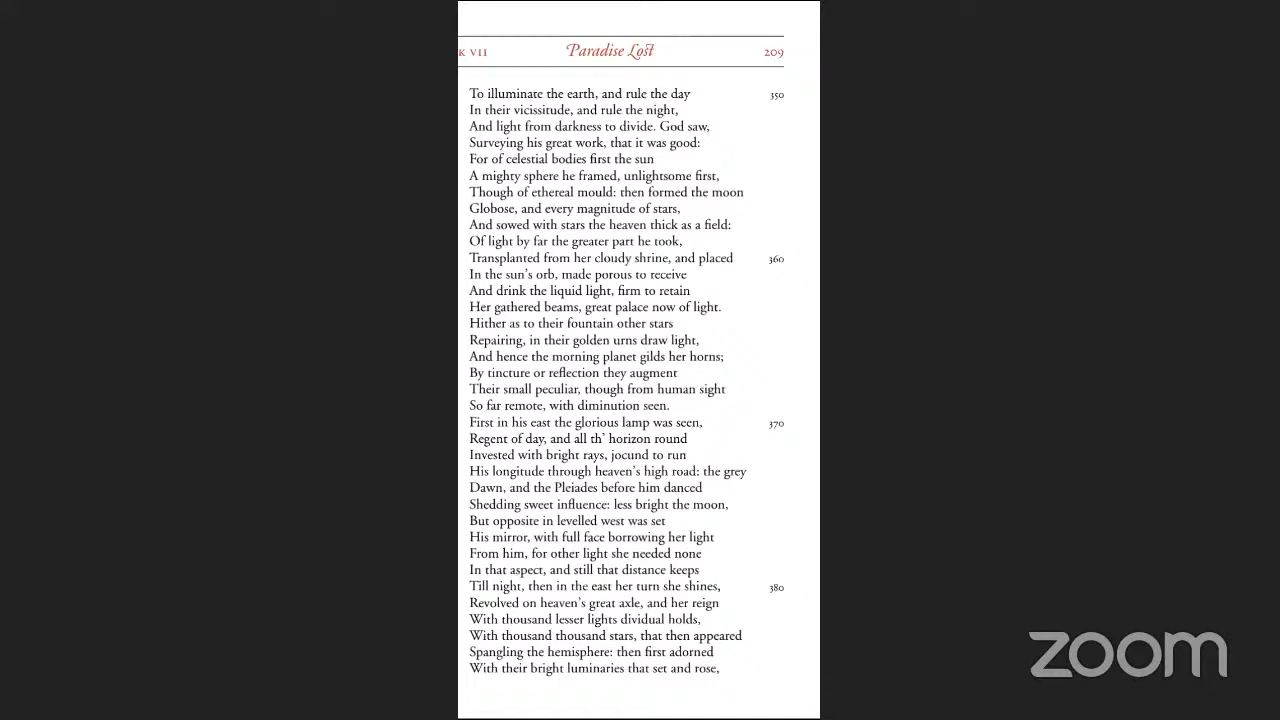 K VII Paradise Lost 209
To illuminate the earth, and rule the day 350
In their vicissitude, and rule the night,
And light from darkness to divide. God saw,
Surveying his great work, that it was good:
For of celestial bodies first the sun
A mighty sphere he framed, unlightsome first,
Though of ethereal mould: then formed the moon
Globose, and every magnitude of stars,
And sowed with stars the heaven thick as a field:
Of light by far the greater part he took,
Transplanted from her cloudy shrine, and placed 360
In the sun's orb, made porous to receive
And drink the liquid light, firm to retain
Her gathered beams, great palace now of light.
Hither as to their fountain other stars
Repairing, in their golden urns draw light,
And hence the morning planet gilds her horns;
By tincture or reflection they augment
Their small peculiar, though from human sight
So far remote, with diminution seen.
First in his east the glorious lamp was seen, 370
Regent of day, and all th' horizon round
Invested with bright rays, jocund to run
His longitude through heaven's high road: the grey
Dawn, and the Pleiades before him danced
Shedding sweet influence: less bright the moon,
But opposite in levelled west was set
His mirror, with full face borrowing her light
From him, for other light she needed none
In that aspect, and still that distance keeps
Till night, then in the east her turn she shines, 380
Revolved on heaven's great axle, and her reign
With thousand lesser lights dividual holds,
With thousand thousand stars, that then appeared
Spangling the hemisphere: then first adorned
With their bright luminaries that set and rose,
zoom